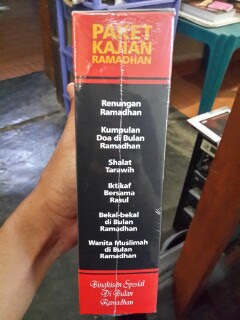 PAKET
KAJIAN
RAMADHAN
Renungan
Ramadhan
Kumpulan
Doa di Bulan
Ramadhan
Shalat
Tarawih
Iktikaf
Bersama
Rasul
Bekal-bekal
di Bulan
Ramadhan
Wanita Muslimah
di Bulan
Ramadhan
Bingkisan Spesial
Di Bulan
Ramadhan